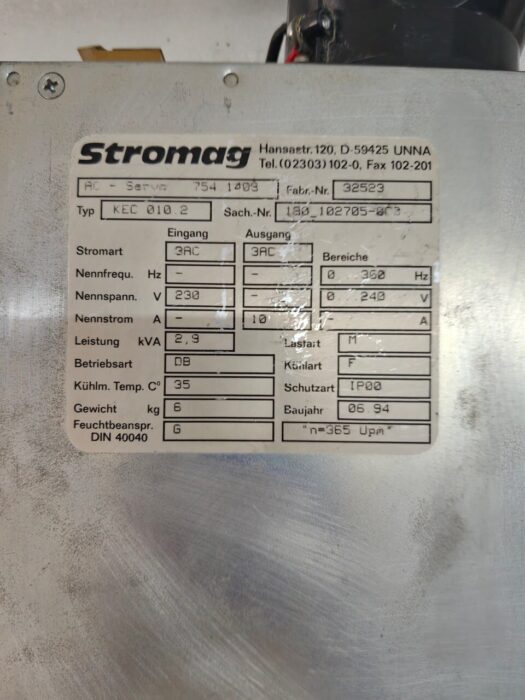 Stromag Hansastr. 120, D-59425 UNNA
Tel. (02303) 102-0, Fax 102-201
AC - Servo 754.1409 Fabr.-Nr. 32523
Typ KEC 010.2 Sach.-Nr.
Eingang Ausgang
Stromart 3AC 3AC Bereiche
Nennfrequ. Hz - - 0 360 Hz
Nennspann. V 230 - 0 240 V
Nennstrom A - 10 - A
Leistung kVA 2,9 Lastart M
Betriebsart DB Kühlart F
Kühlm. Temp. C° 35 Schutzart IP00
Gewicht kg 6 Baujahr 06.94
Feuchtbeanspr. G "n=365 Upm"
DIN 40040